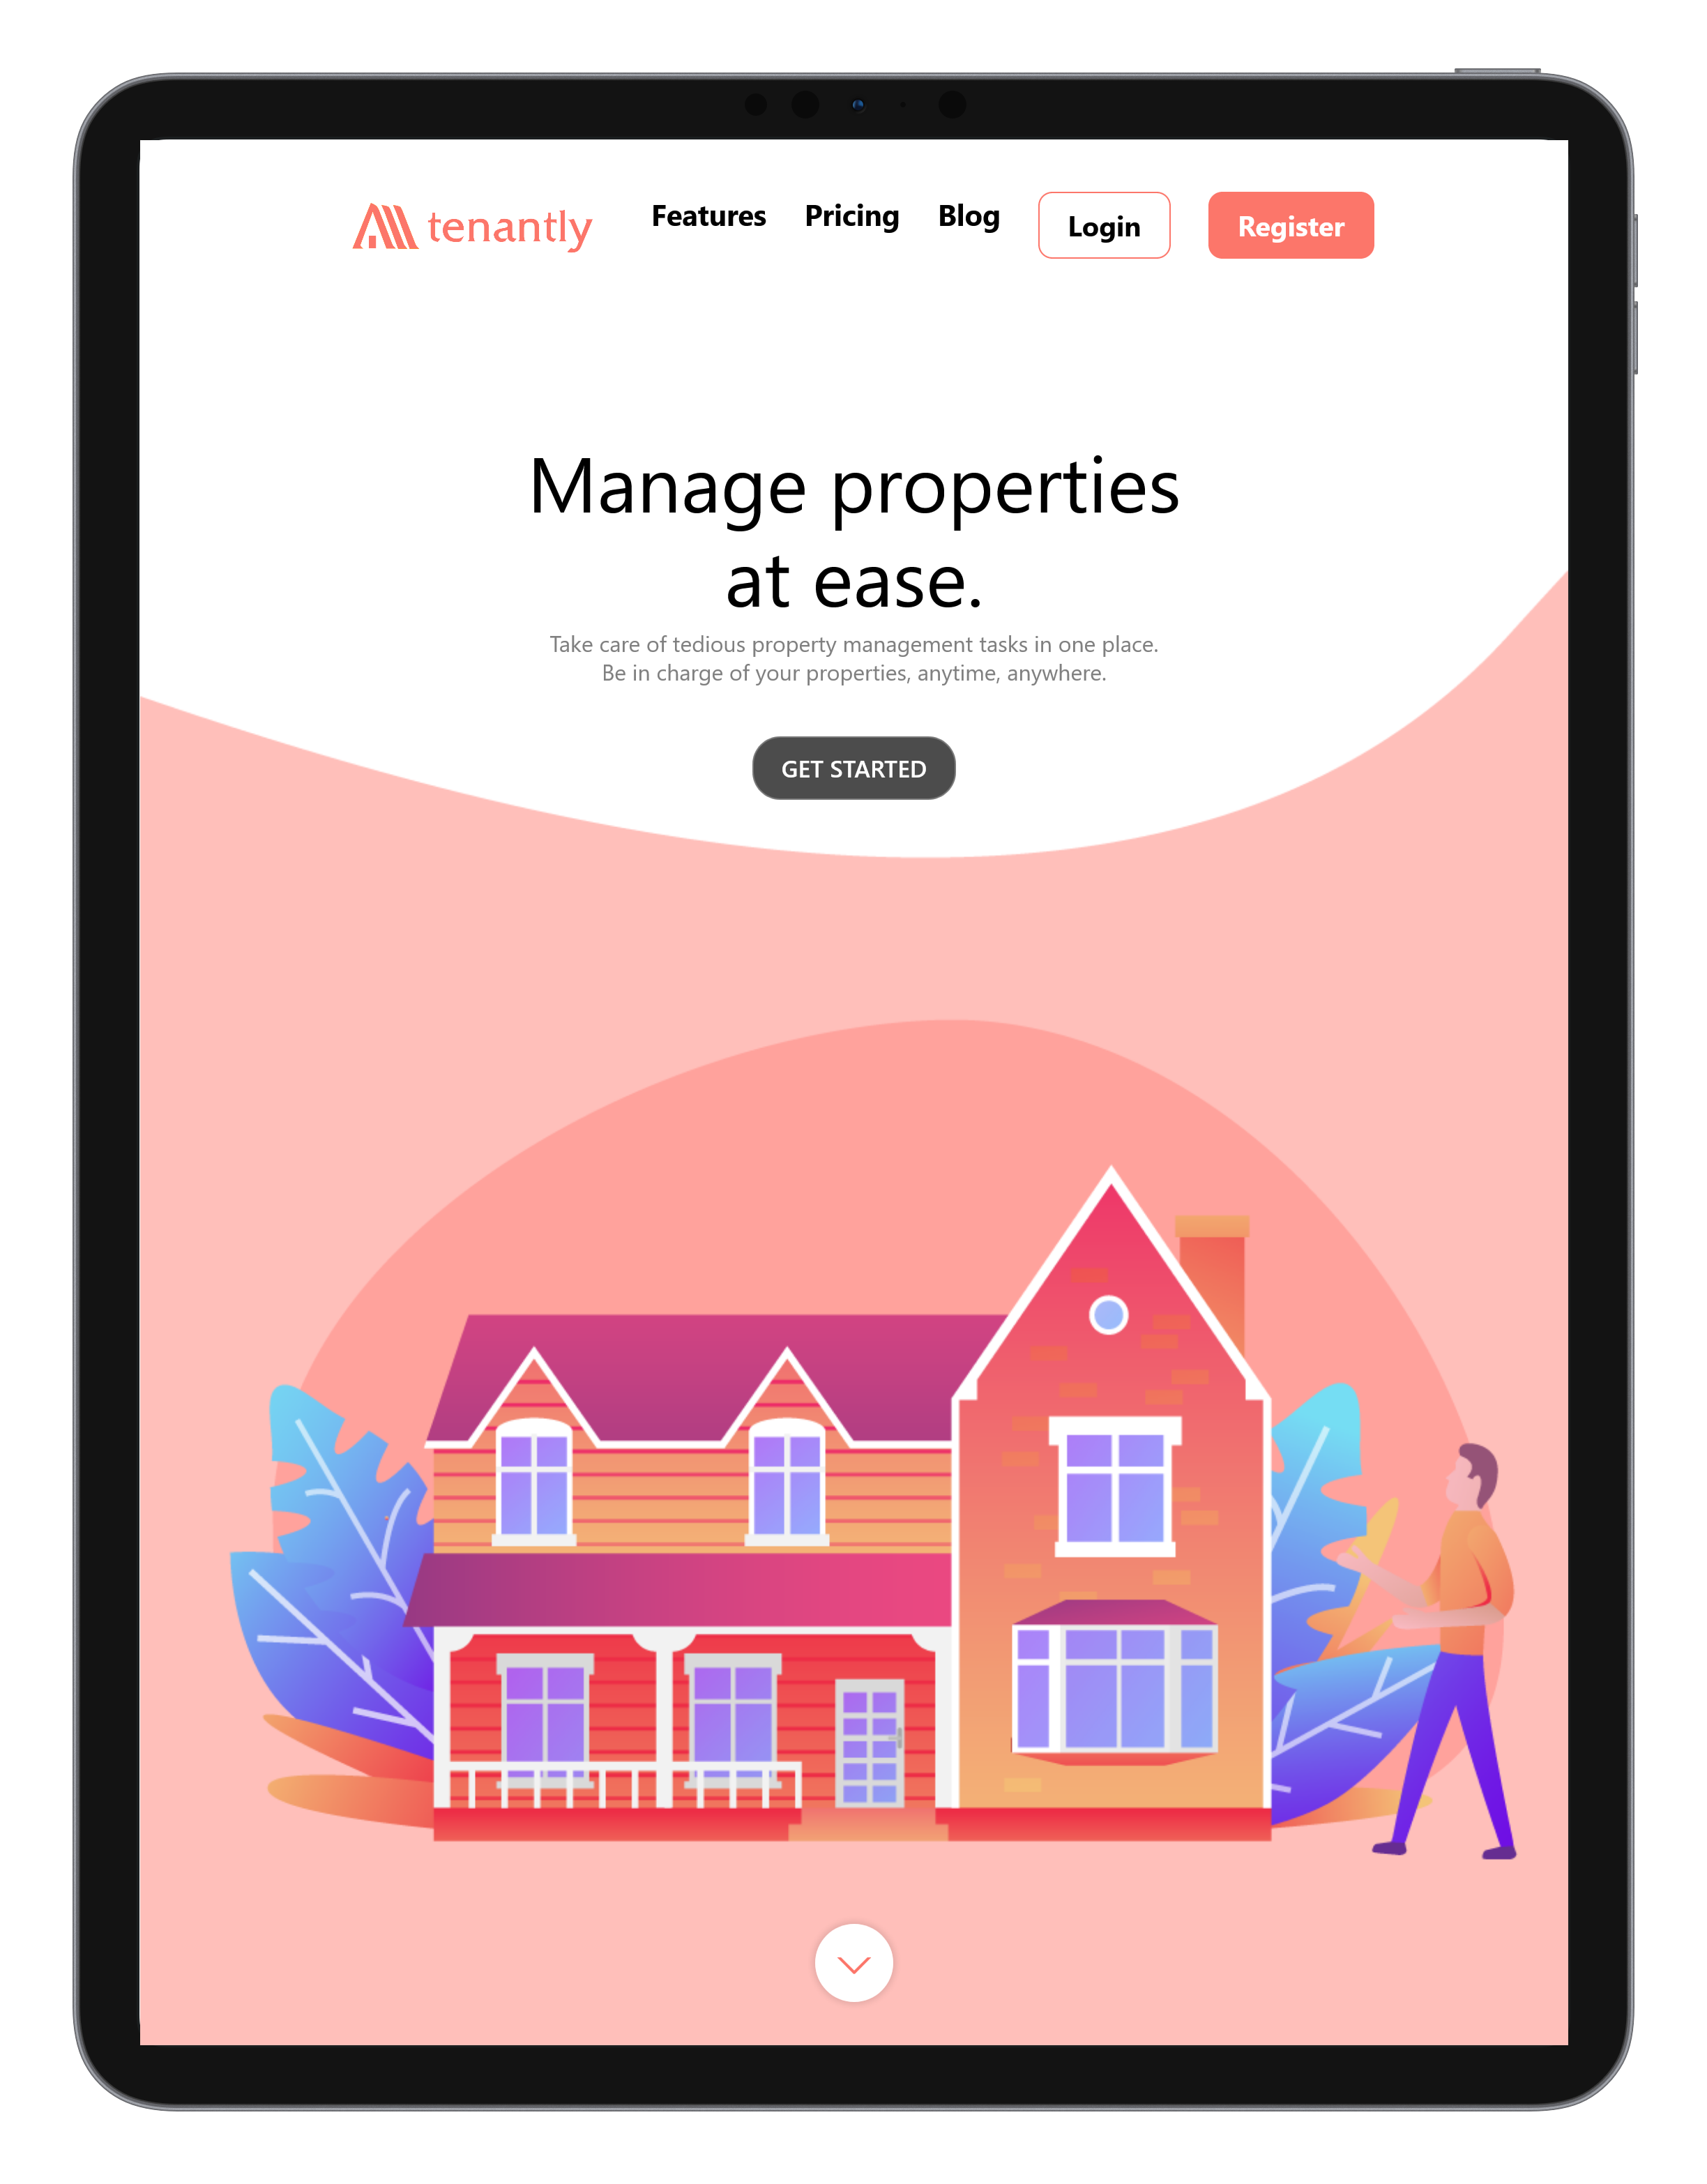 tenantly Features Pricing Blog Login Register
Manage properties
at ease.
Take care of tedious property management tasks in one place.
Be in charge of your properties, anytime, anywhere.
GET STARTED